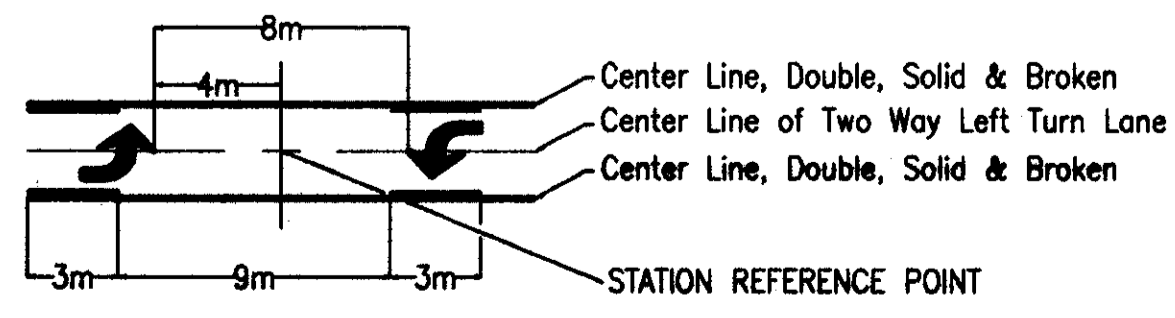 8m
4m
Center Line, Double, Solid & Broken
Center Line of Two Way Left Turn Lane
Center Line, Double, Solid & Broken
3m
9m
3m
STATION REFERENCE POINT